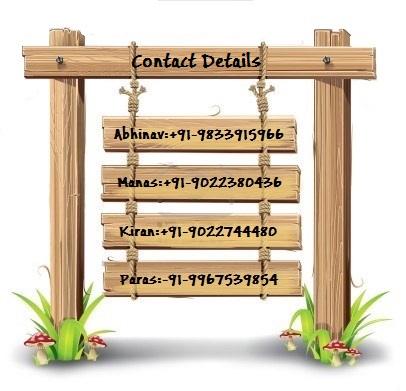 Contact Details
Abhinav:+91-9833915966
Manas:+91-9022380436
Kiran:+91-9022744480
Paras:-91-9967539854